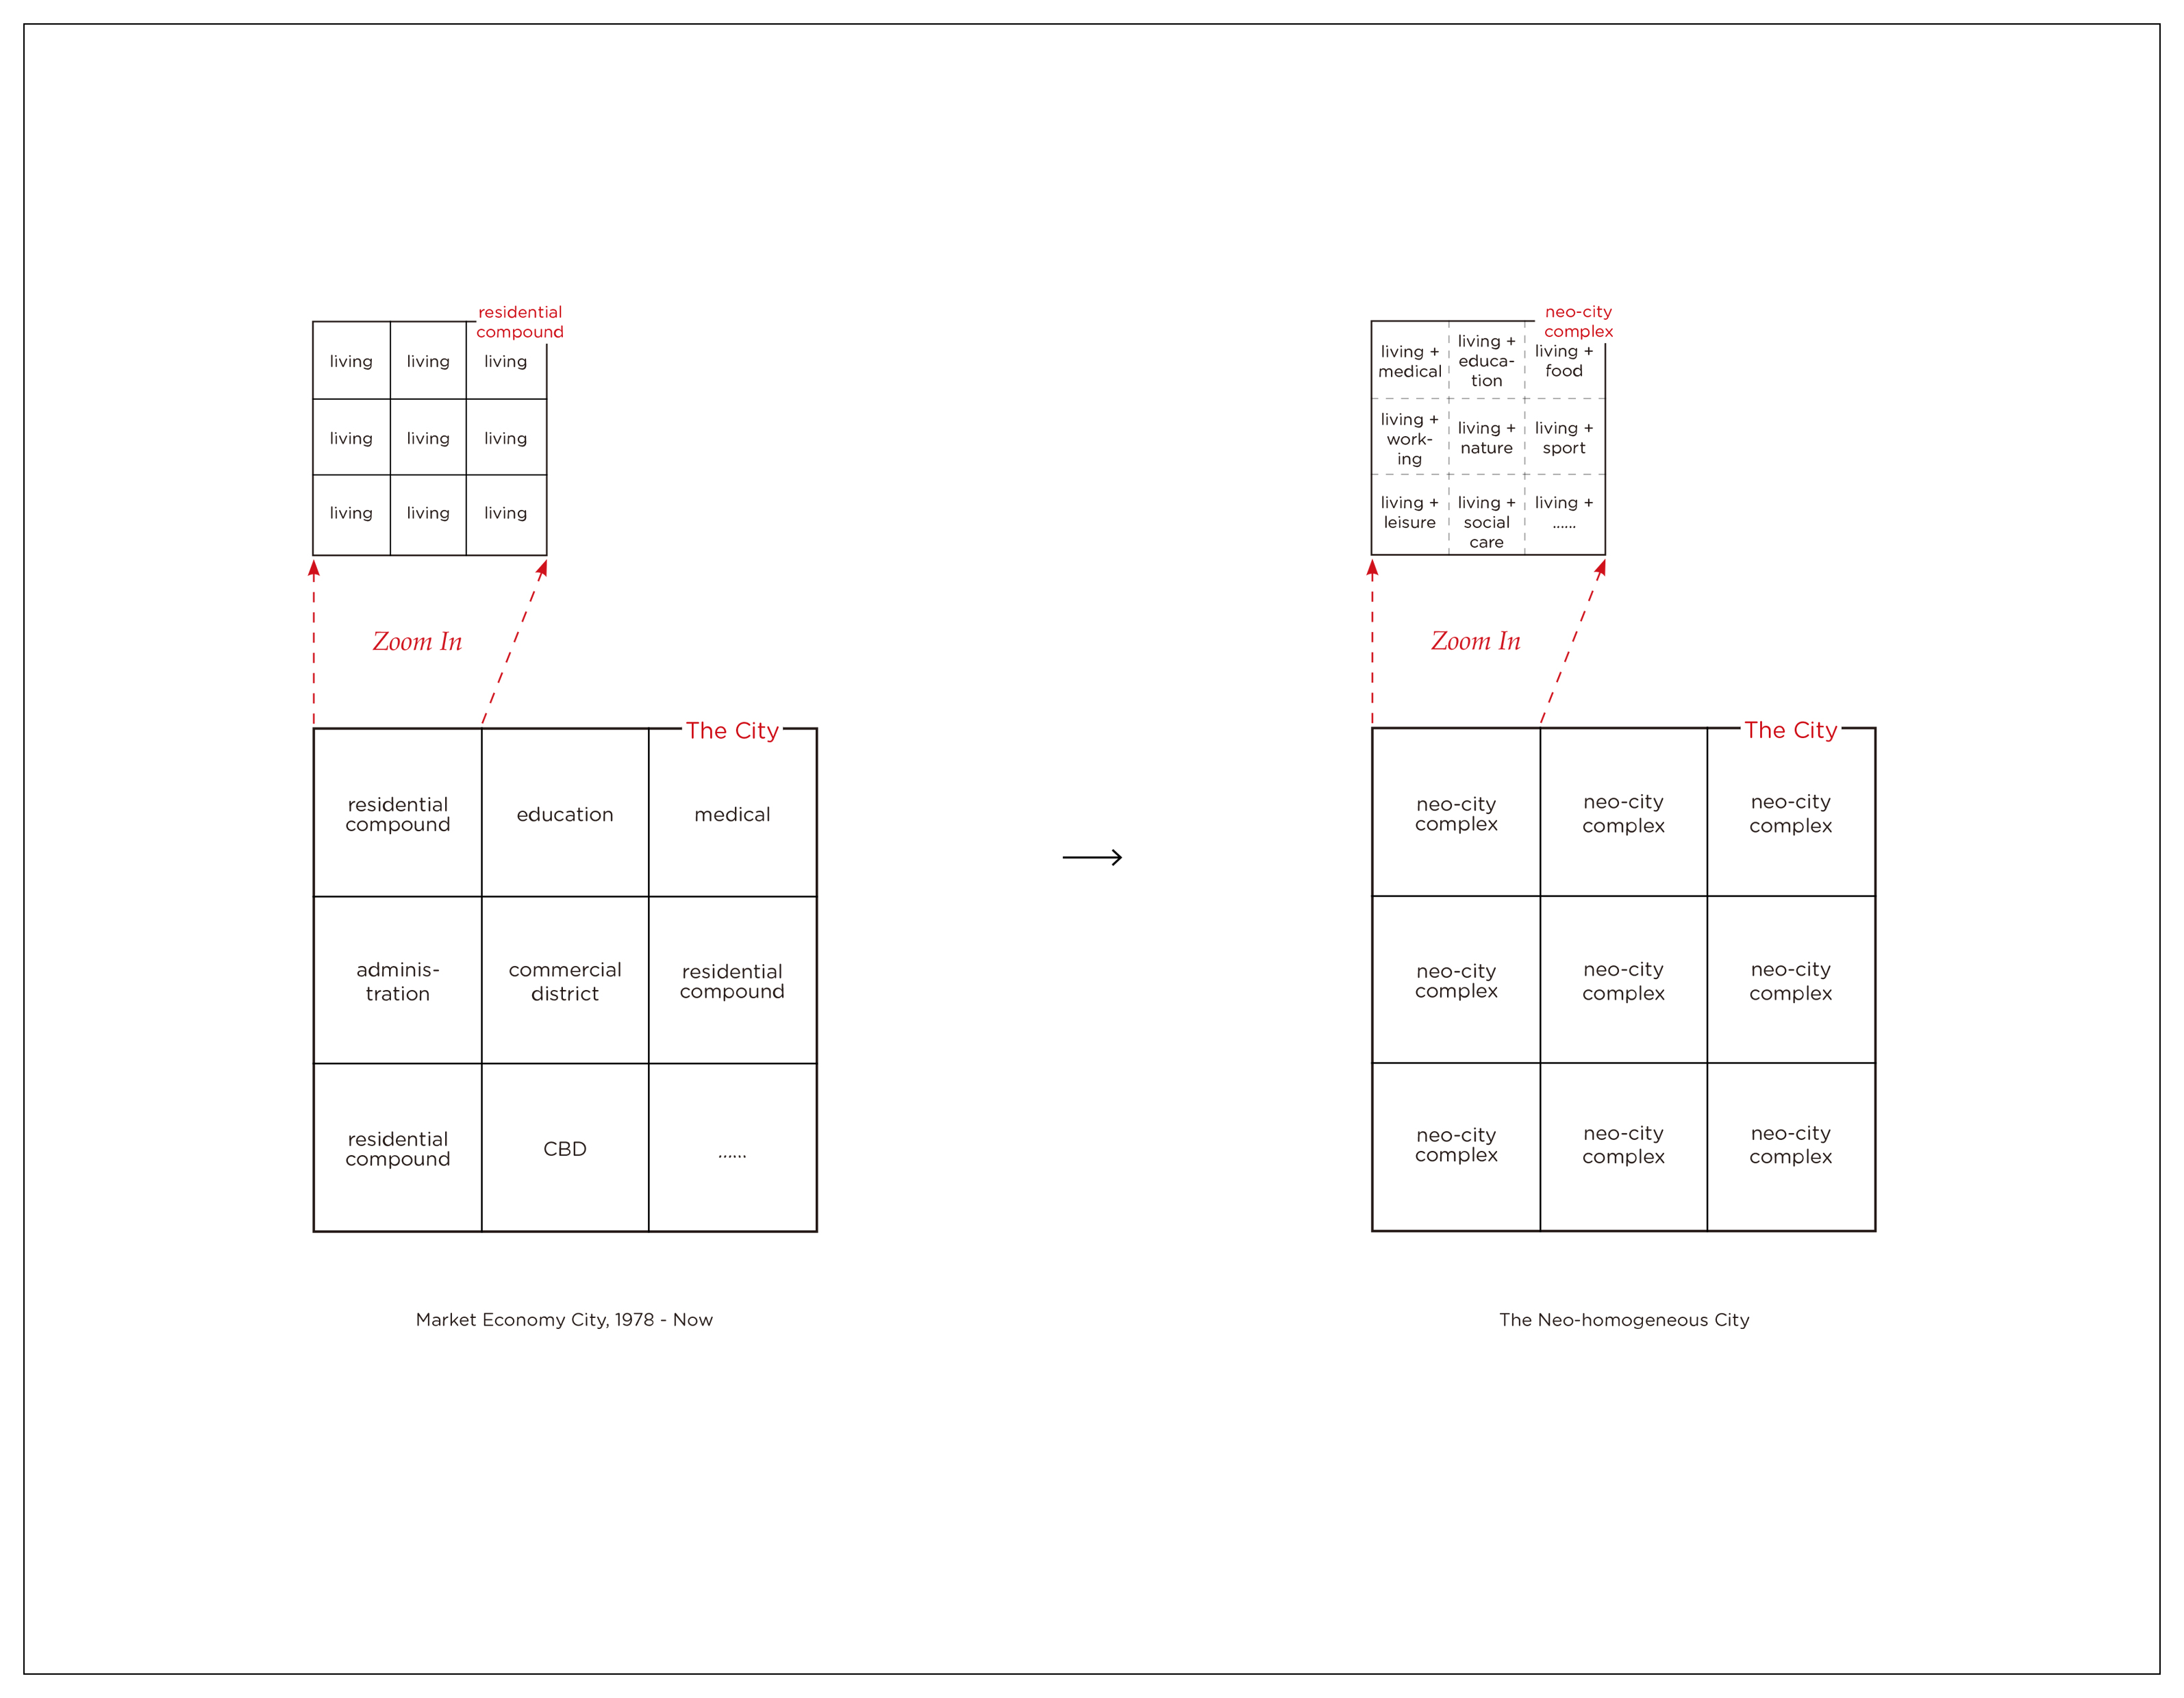 residential
compound
living living living
living living living
living living living
Zoom In
The City
residential
compound
education
medical
adminis-
tration
commercial
district
residential
compound
residential
compound
CBD
......
Market Economy City, 1978 - Now
neo-city
complex
living +
medical
living +
educa-
tion
living +
food
living +
work-
ing
living +
nature
living +
sport
living +
leisure
living +
social
care
living +
......
Zoom In
The City
neo-city
complex
neo-city
complex
neo-city
complex
neo-city
complex
neo-city
complex
neo-city
complex
neo-city
complex
neo-city
complex
neo-city
complex
The Neo-homogeneous City